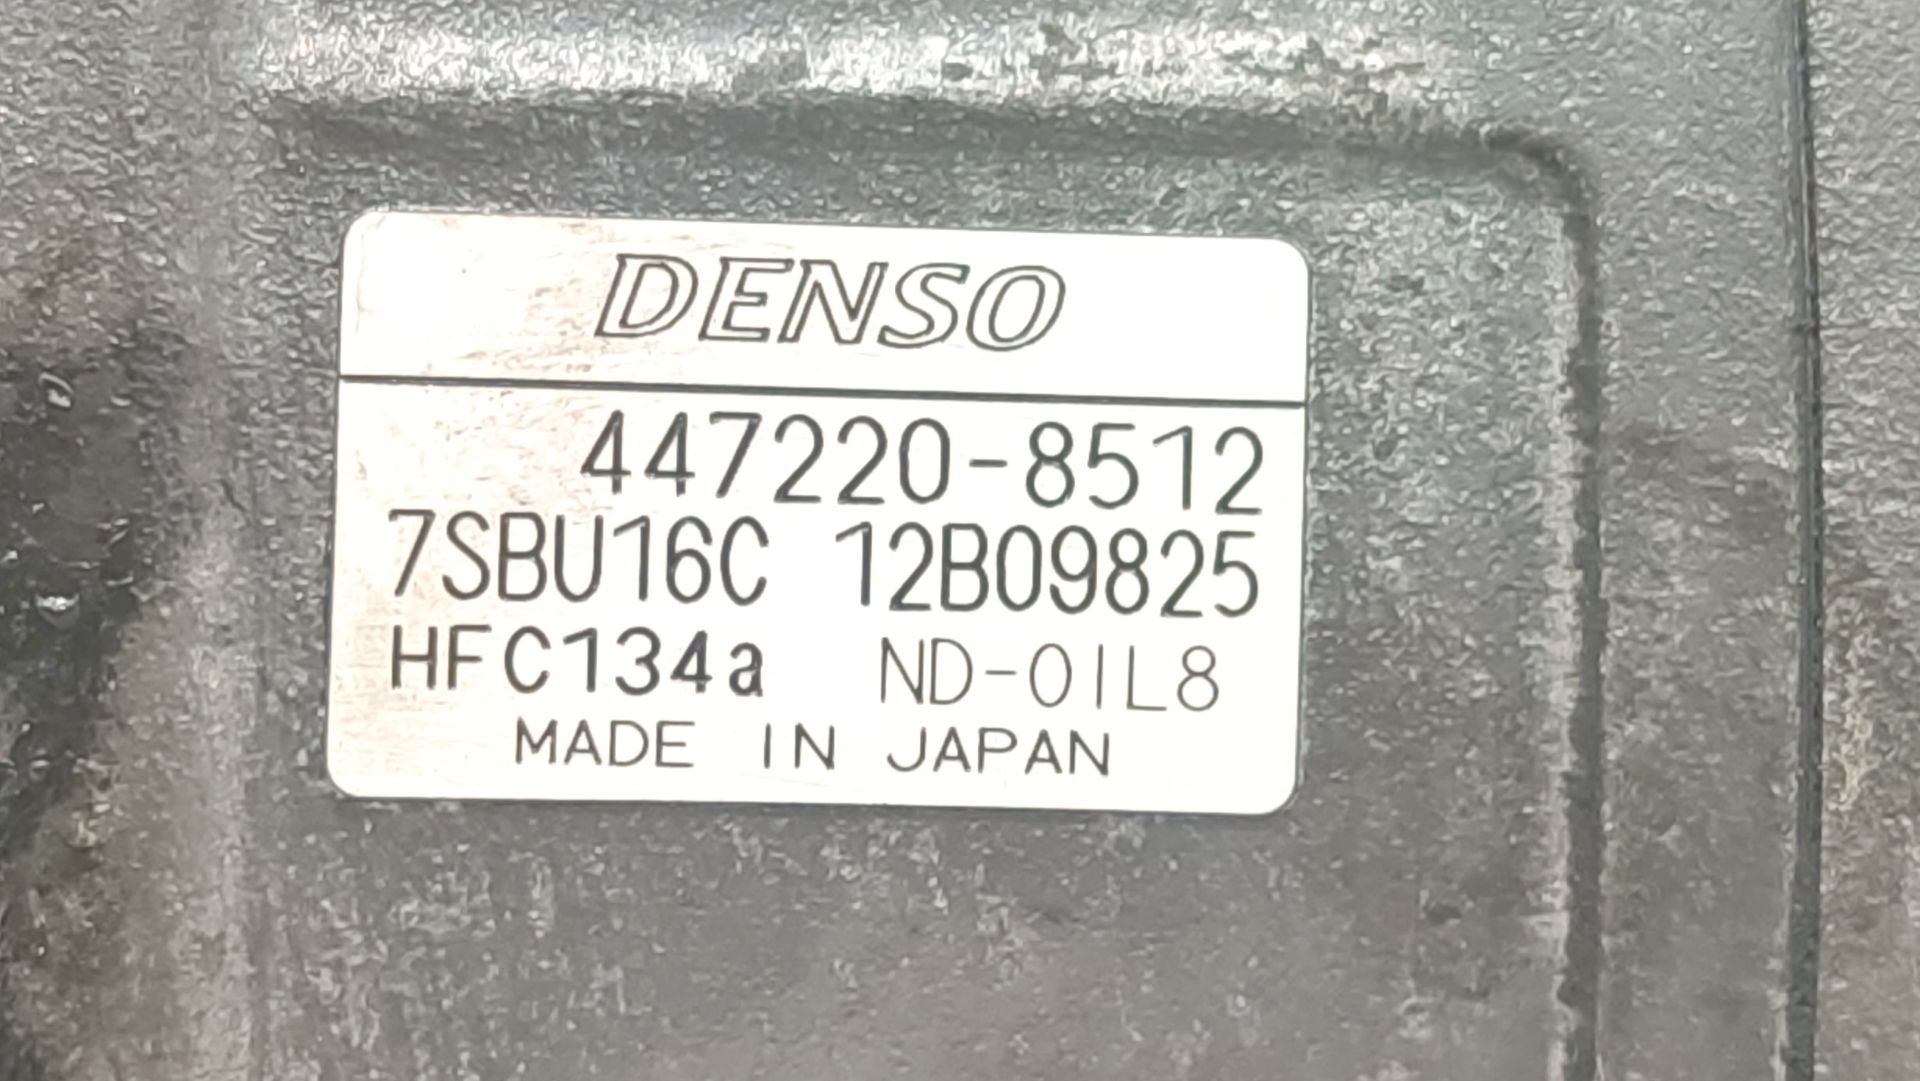 DENSO
447220-8512
7SBU16C 12B09825
HFC134a ND-OIL8
MADE IN JAPAN